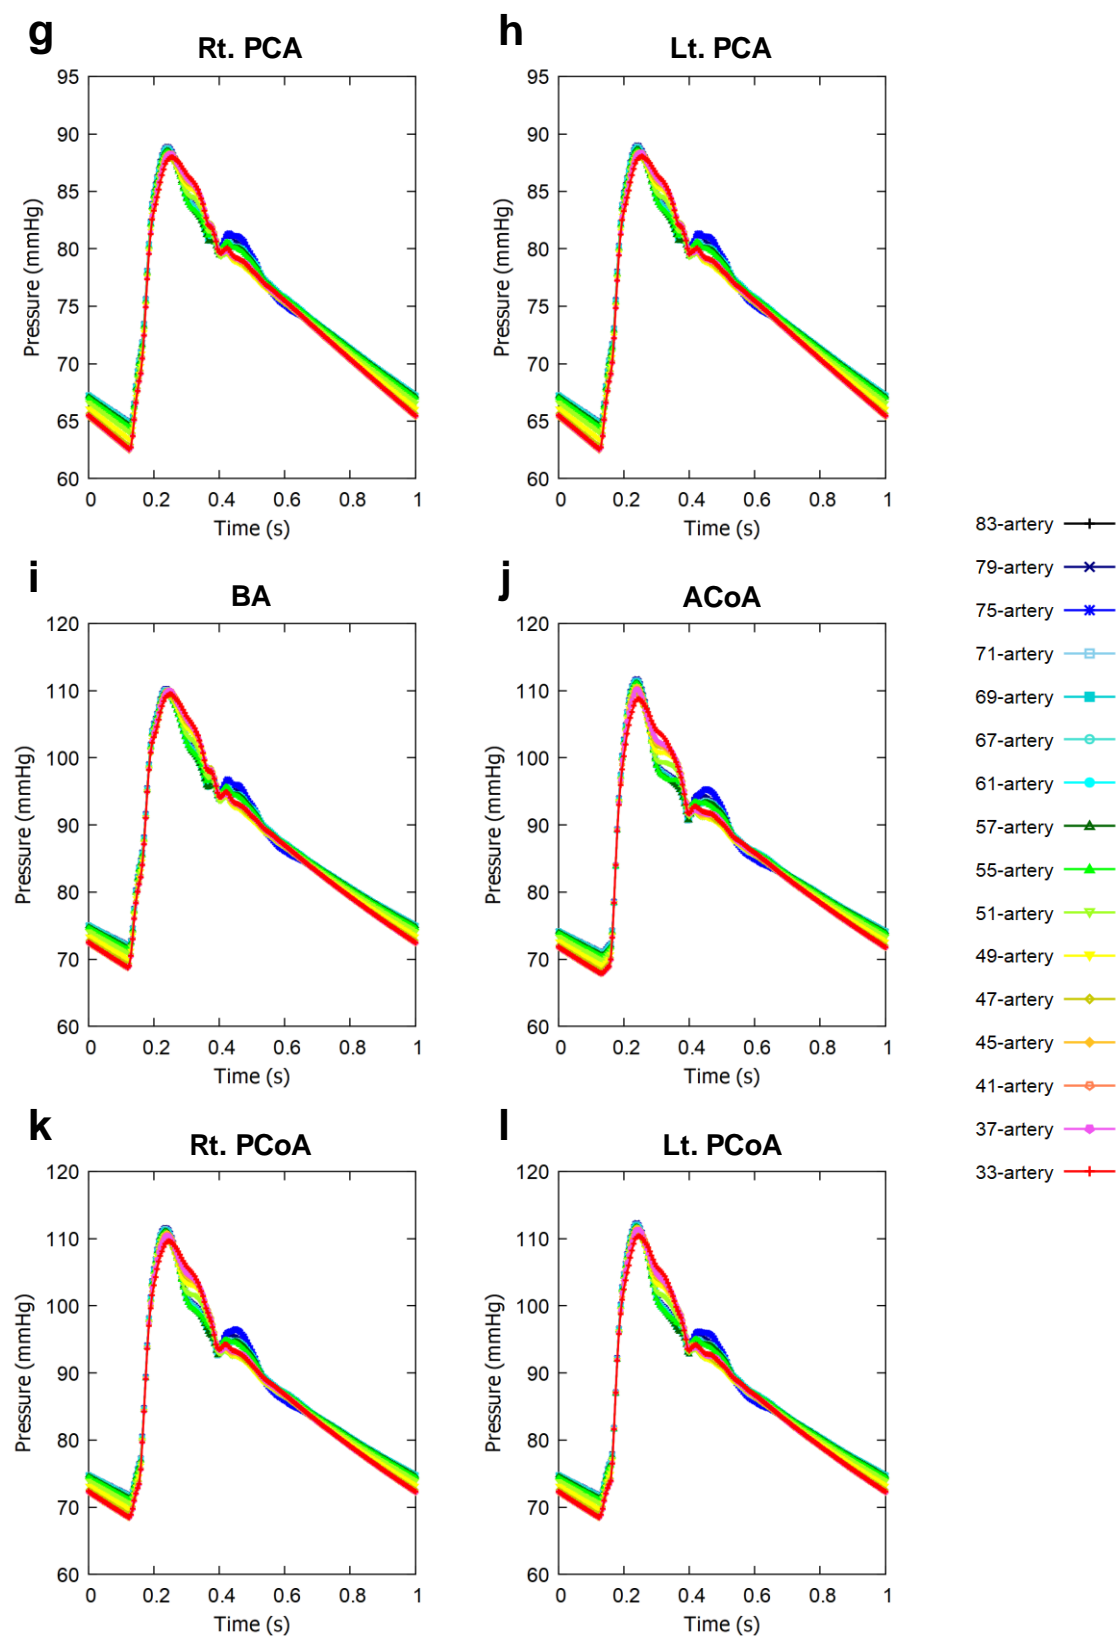 g
Rt. PCA
95
90
85
80
75
70
65
60
Pressure (mmHg)
0 0.2 0.4 0.6 0.8 1
Time (s)
h
Lt. PCA
95
90
85
80
75
70
65
60
Pressure (mmHg)
0 0.2 0.4 0.6 0.8 1
Time (s)
i
BA
120
110
100
90
80
70
60
Pressure (mmHg)
0 0.2 0.4 0.6 0.8 1
Time (s)
j
ACoA
120
110
100
90
80
70
60
Pressure (mmHg)
0 0.2 0.4 0.6 0.8 1
Time (s)
k
Rt. PCoA
120
110
100
90
80
70
60
Pressure (mmHg)
0 0.2 0.4 0.6 0.8 1
Time (s)
l
Lt. PCoA
120
110
100
90
80
70
60
Pressure (mmHg)
0 0.2 0.4 0.6 0.8 1
Time (s)
83-artery
79-artery
75-artery
71-artery
69-artery
67-artery
61-artery
57-artery
55-artery
51-artery
49-artery
47-artery
45-artery
41-artery
37-artery
33-artery